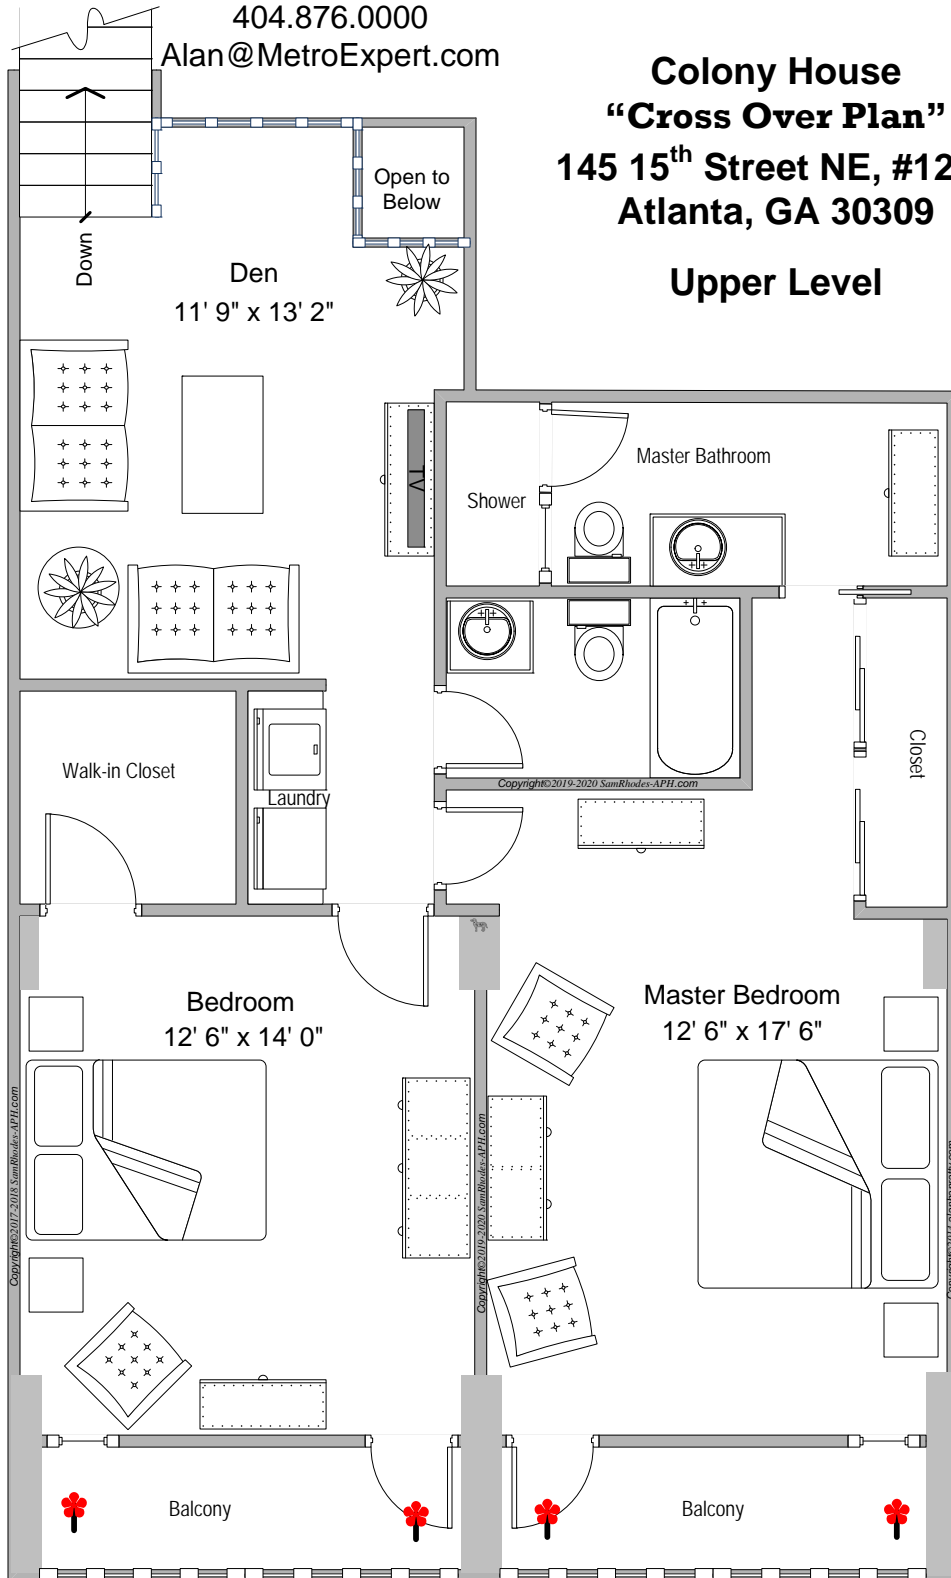 404.876.0000
Alan@MetroExpert.com
Colony House
“Cross Over Plan”
145 15th Street NE, #12
Atlanta, GA 30309
Upper Level
Open to
Below
Down
Den
11' 9" x 13' 2"
TV
Master Bathroom
Shower
Walk-in Closet
Laundry
Closet
Copyright©2019-2020 SamRhodes-APH.com
Bedroom
12' 6" x 14' 0"
Master Bedroom
12' 6" x 17' 6"
Copyright©2017-2018 SamRhodes-APH.com
Copyright©2019-2020 SamRhodes-APH.com
Balcony
Balcony